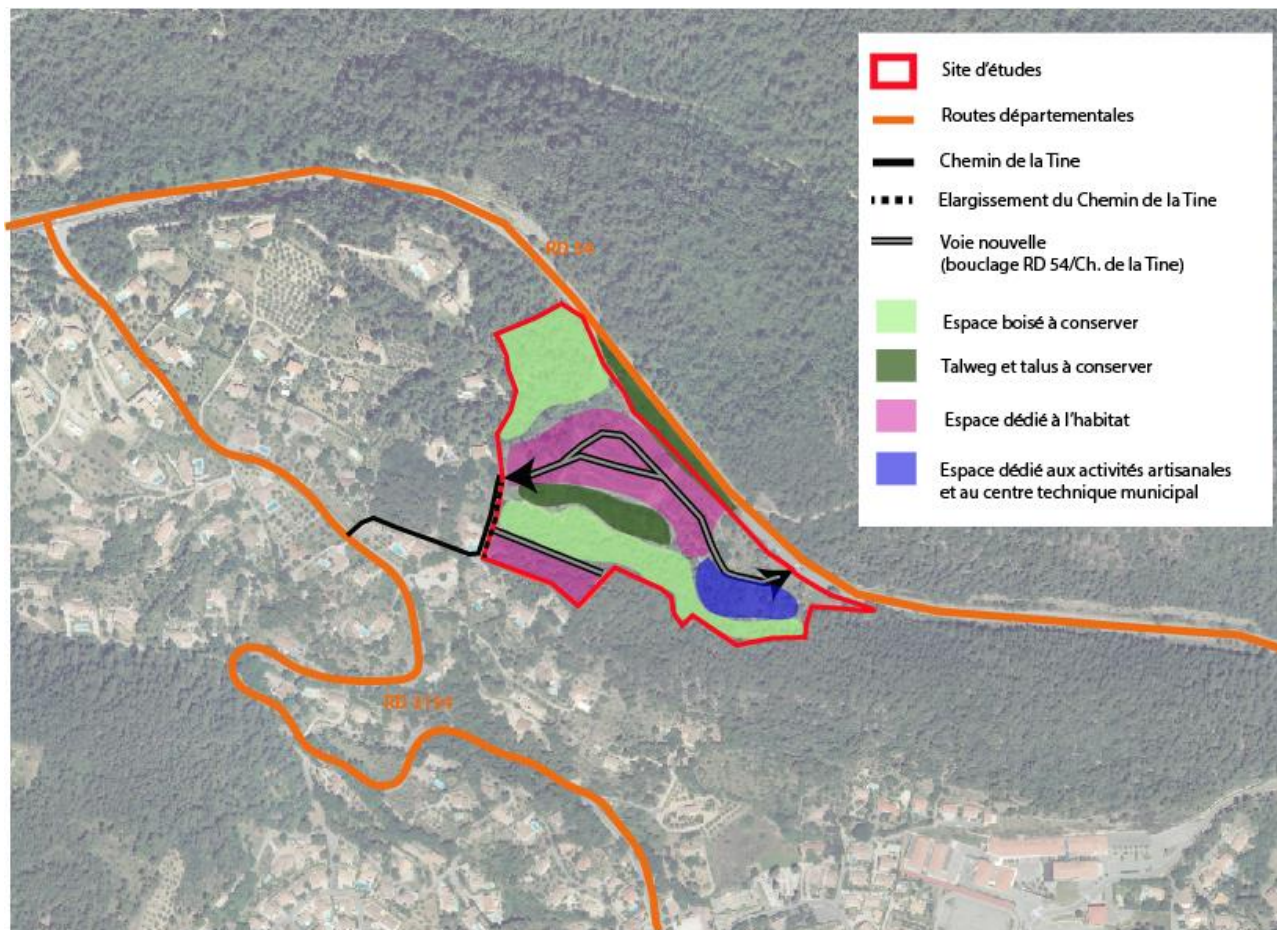 Site d'études
Routes départementales
Chemin de la Tine
Elargissement du Chemin de la Tine
Voie nouvelle
(bouclage RD 54/Ch. de la Tine)
Espace boisé à conserver
Talweg et talus à conserver
Espace dédié à l'habitat
Espace dédié aux activités artisanales
et au centre technique municipal
RD 54
RD